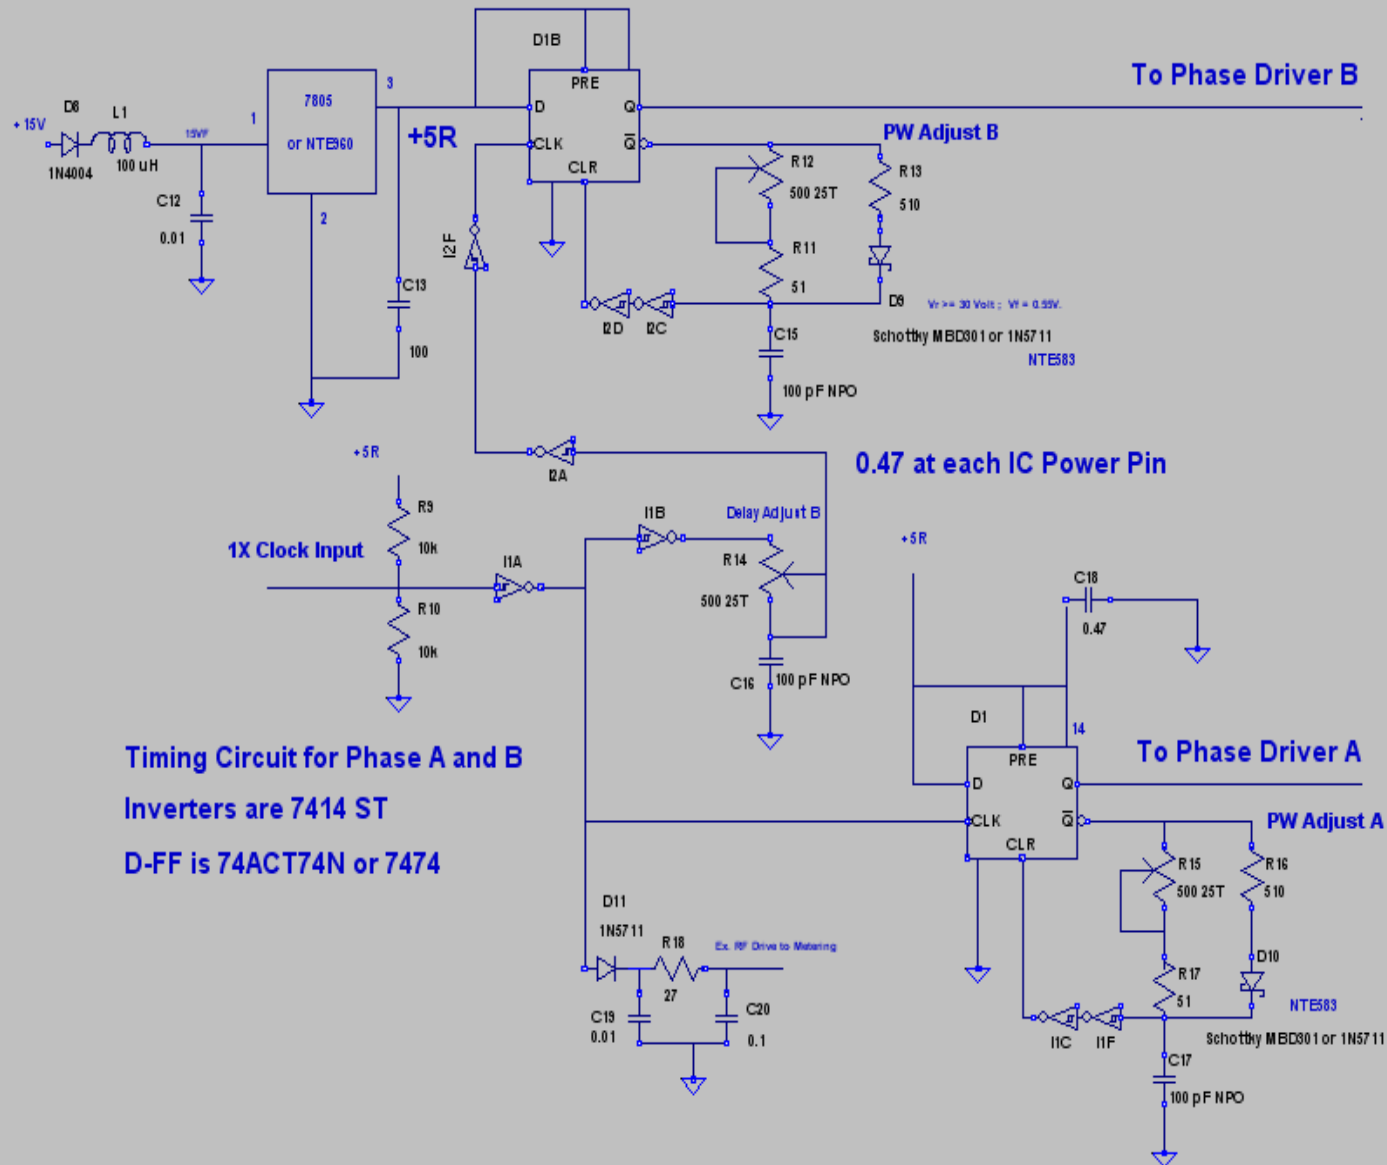 D1B
To Phase Driver B
PRE
D8
L1
3
7805
+ 15V
1
15VF
D
Q
or NTE960
+5R
PW Adjust B
CLK
Q
1N4004
100 uH
R12
R13
CLR
500 25T
510
C12
2
0.01
I2F
R11
C13
51
D9
Vr >= 30 Volt ; Vf = 0.55V.
I2D
I2C
C15
Schottky MBD301 or 1N5711
100
NTE583
100 pF NPO
+5R
I2A
0.47 at each IC Power Pin
R9
I1B
Delay Adjust B
1X Clock Input
10k
I1A
R14
+5R
C18
R10
500 25T
0.47
10k
C16
100 pF NPO
D1
14
Timing Circuit for Phase A and B
To Phase Driver A
PRE
D
Q
Inverters are 7414 ST
CLK
Q
PW Adjust A
CLR
D-FF is 74ACT74N or 7474
R15
R16
500 25T
510
D11
1N5711
R18
Ex. RF Drive to Metering
D10
27
R17
51
NTE583
C19
C20
0.01
0.1
I1C
I1F
Schottky MBD301 or 1N5711
C17
100 pF NPO